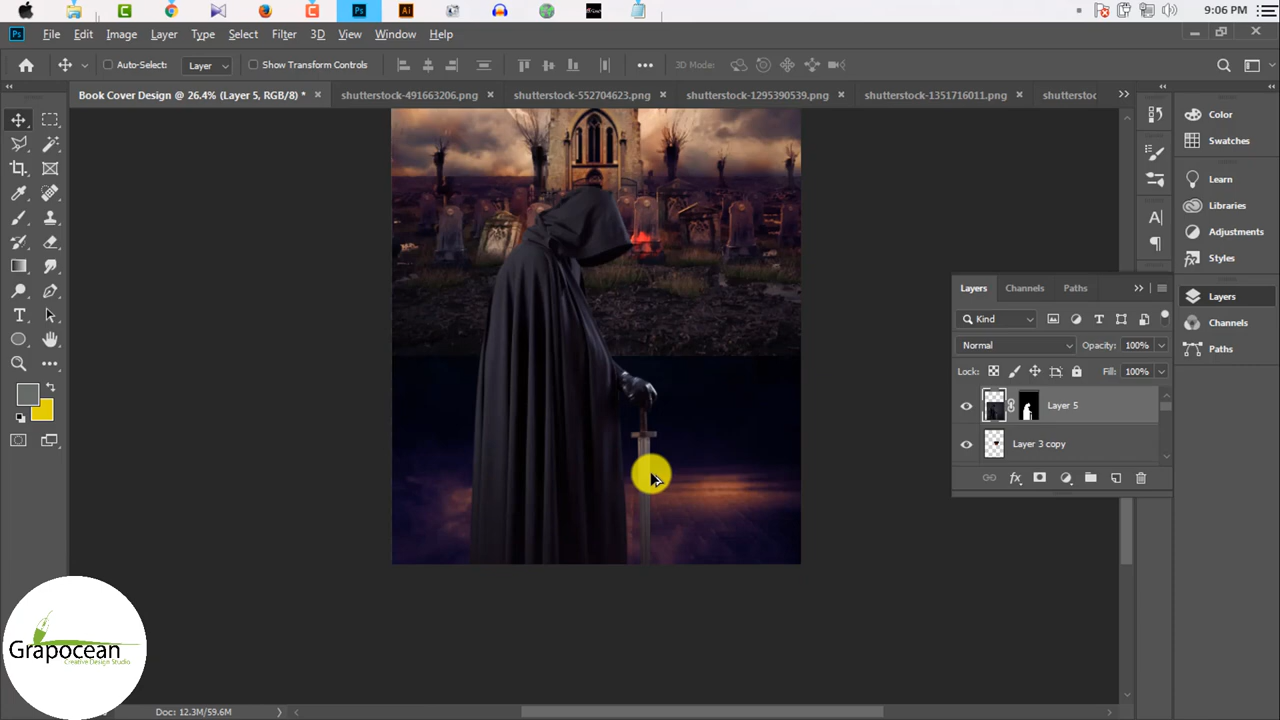 9:06 PM
Ps File Edit Image Layer Type Select Filter 3D View Window Help
Auto-Select: Layer Show Transform Controls 3D Mode:
Book Cover Design @ 26.4% (Layer 5, RGB/8) * × shutterstock-491663206.png × shutterstock-552704623.png × shutterstock-1295390539.png × shutterstock-1351716011.png × shuttersto
Color
Swatches
Learn
Libraries
Adjustments
Styles
Layers
Channels
Paths
Layers Channels Paths
Kind
Normal Opacity: 100%
Lock: Fill: 100%
Layer 5
Layer 3 copy
Grapocean
Creative Design Studio
Doc: 12.3M/59.6M